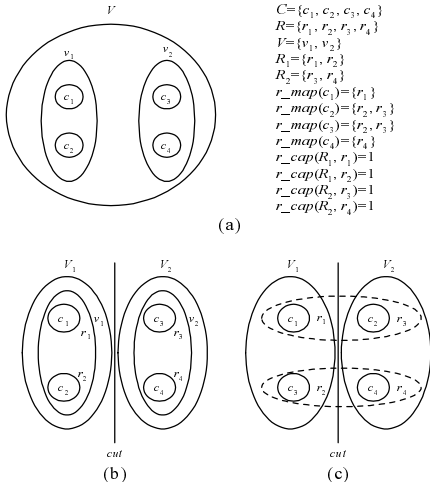 V
v1
v2
c1
c3
c2
c4
C={c1, c2, c3, c4}
R={r1, r2, r3, r4}
V={v1, v2}
R1={r1, r2}
R2={r3, r4}
r_map(c1)={r1}
r_map(c2)={r2, r3}
r_map(c3)={r2, r3}
r_map(c4)={r4}
r_cap(R1, r1)=1
r_cap(R1, r2)=1
r_cap(R2, r3)=1
r_cap(R2, r4)=1
(a)
V1
V2
c1
v1
r1
c3
v2
r3
c2
r2
c4
r4
cut
(b)
V1
V2
c1
r1
c2
r3
c3
r2
c4
r4
cut
(c)